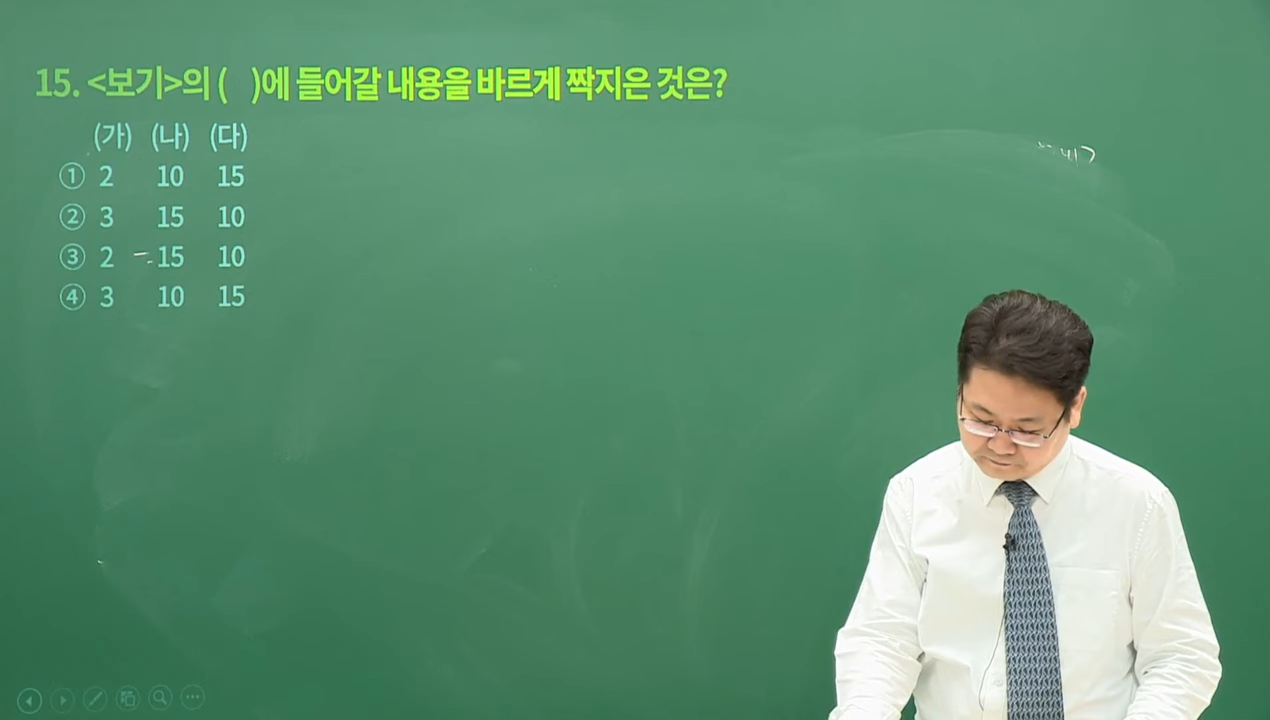 15. <보기>의 (   )에 들어갈 내용을 바르게 짝지은 것은?
(가) (나) (다)
① 2 10 15
② 3 15 10
③ 2 15 10
④ 3 10 15